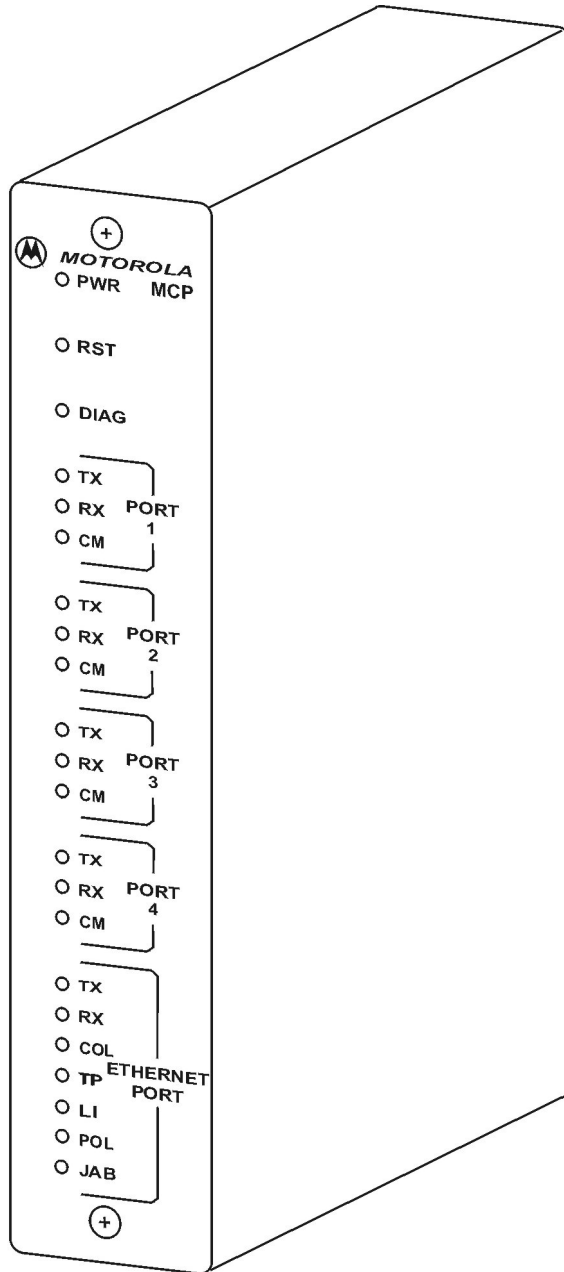 MOTOROLA
PWR MCP
RST
DIAG
TX
RX
CM
PORT
1
TX
RX
CM
PORT
2
TX
RX
CM
PORT
3
TX
RX
CM
PORT
4
TX
RX
COL
TP
LI
POL
JAB
ETHERNET
PORT